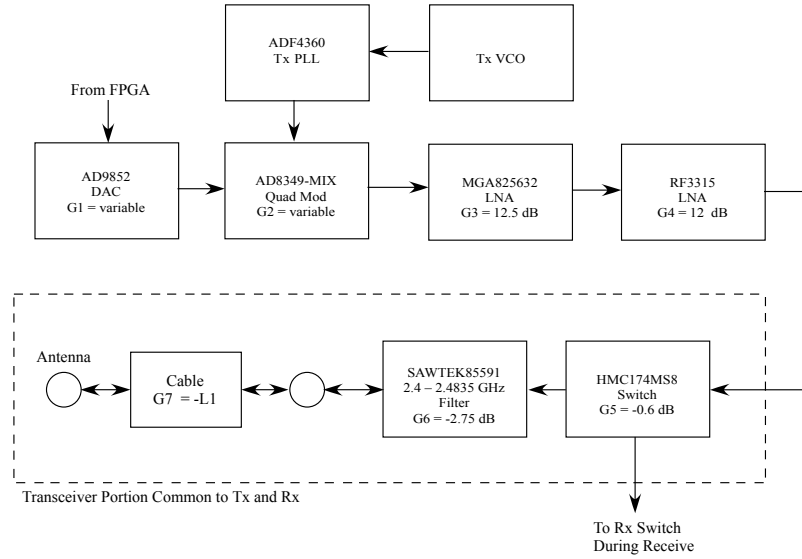 ADF4360
Tx PLL
Tx VCO
From FPGA
AD9852
DAC
G1 = variable
AD8349-MIX
Quad Mod
G2 = variable
MGA825632
LNA
G3 = 12.5 dB
RF3315
LNA
G4 = 12 dB
Antenna
Cable
G7 = -L1
SAWTEK85591
2.4 – 2.4835 GHz
Filter
G6 = -2.75 dB
HMC174MS8
Switch
G5 = -0.6 dB
Transceiver Portion Common to Tx and Rx
To Rx Switch
During Receive